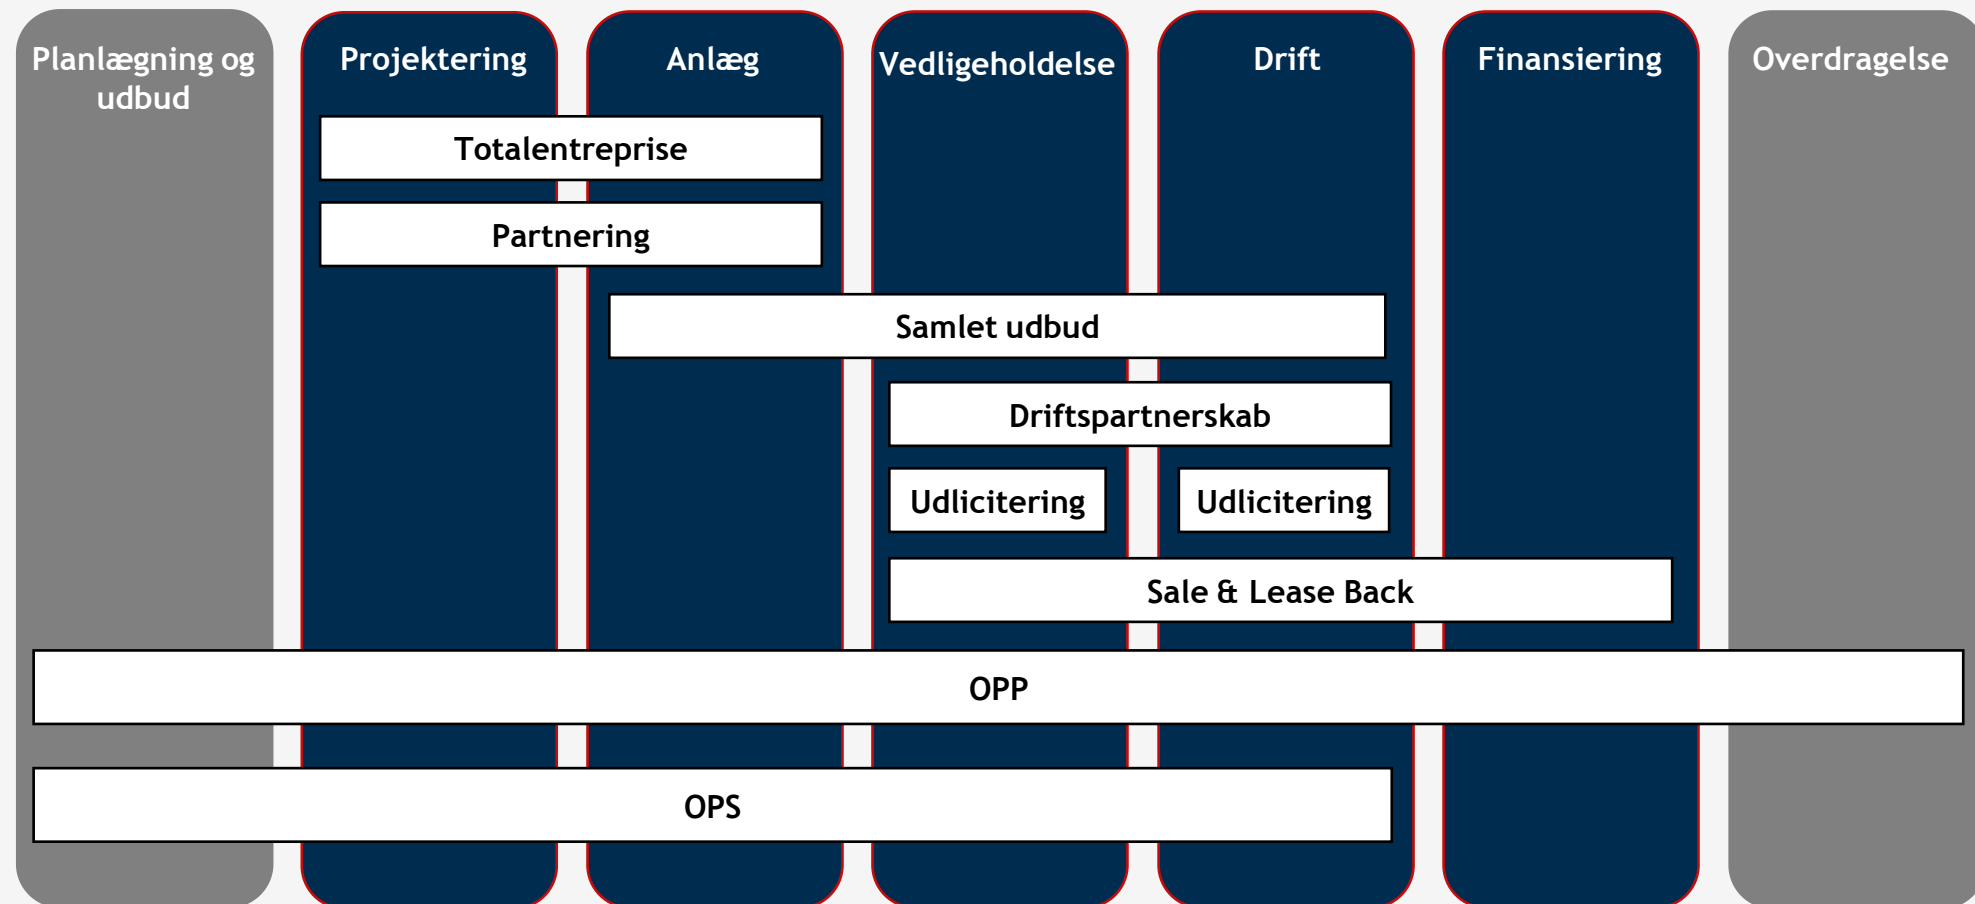 Planlægning og
udbud
Projektering
Anlæg
Vedligeholdelse
Drift
Finansiering
Overdragelse
Totalentreprise
Partnering
Samlet udbud
Driftspartnerskab
Udlicitering
Udlicitering
Sale & Lease Back
OPP
OPS